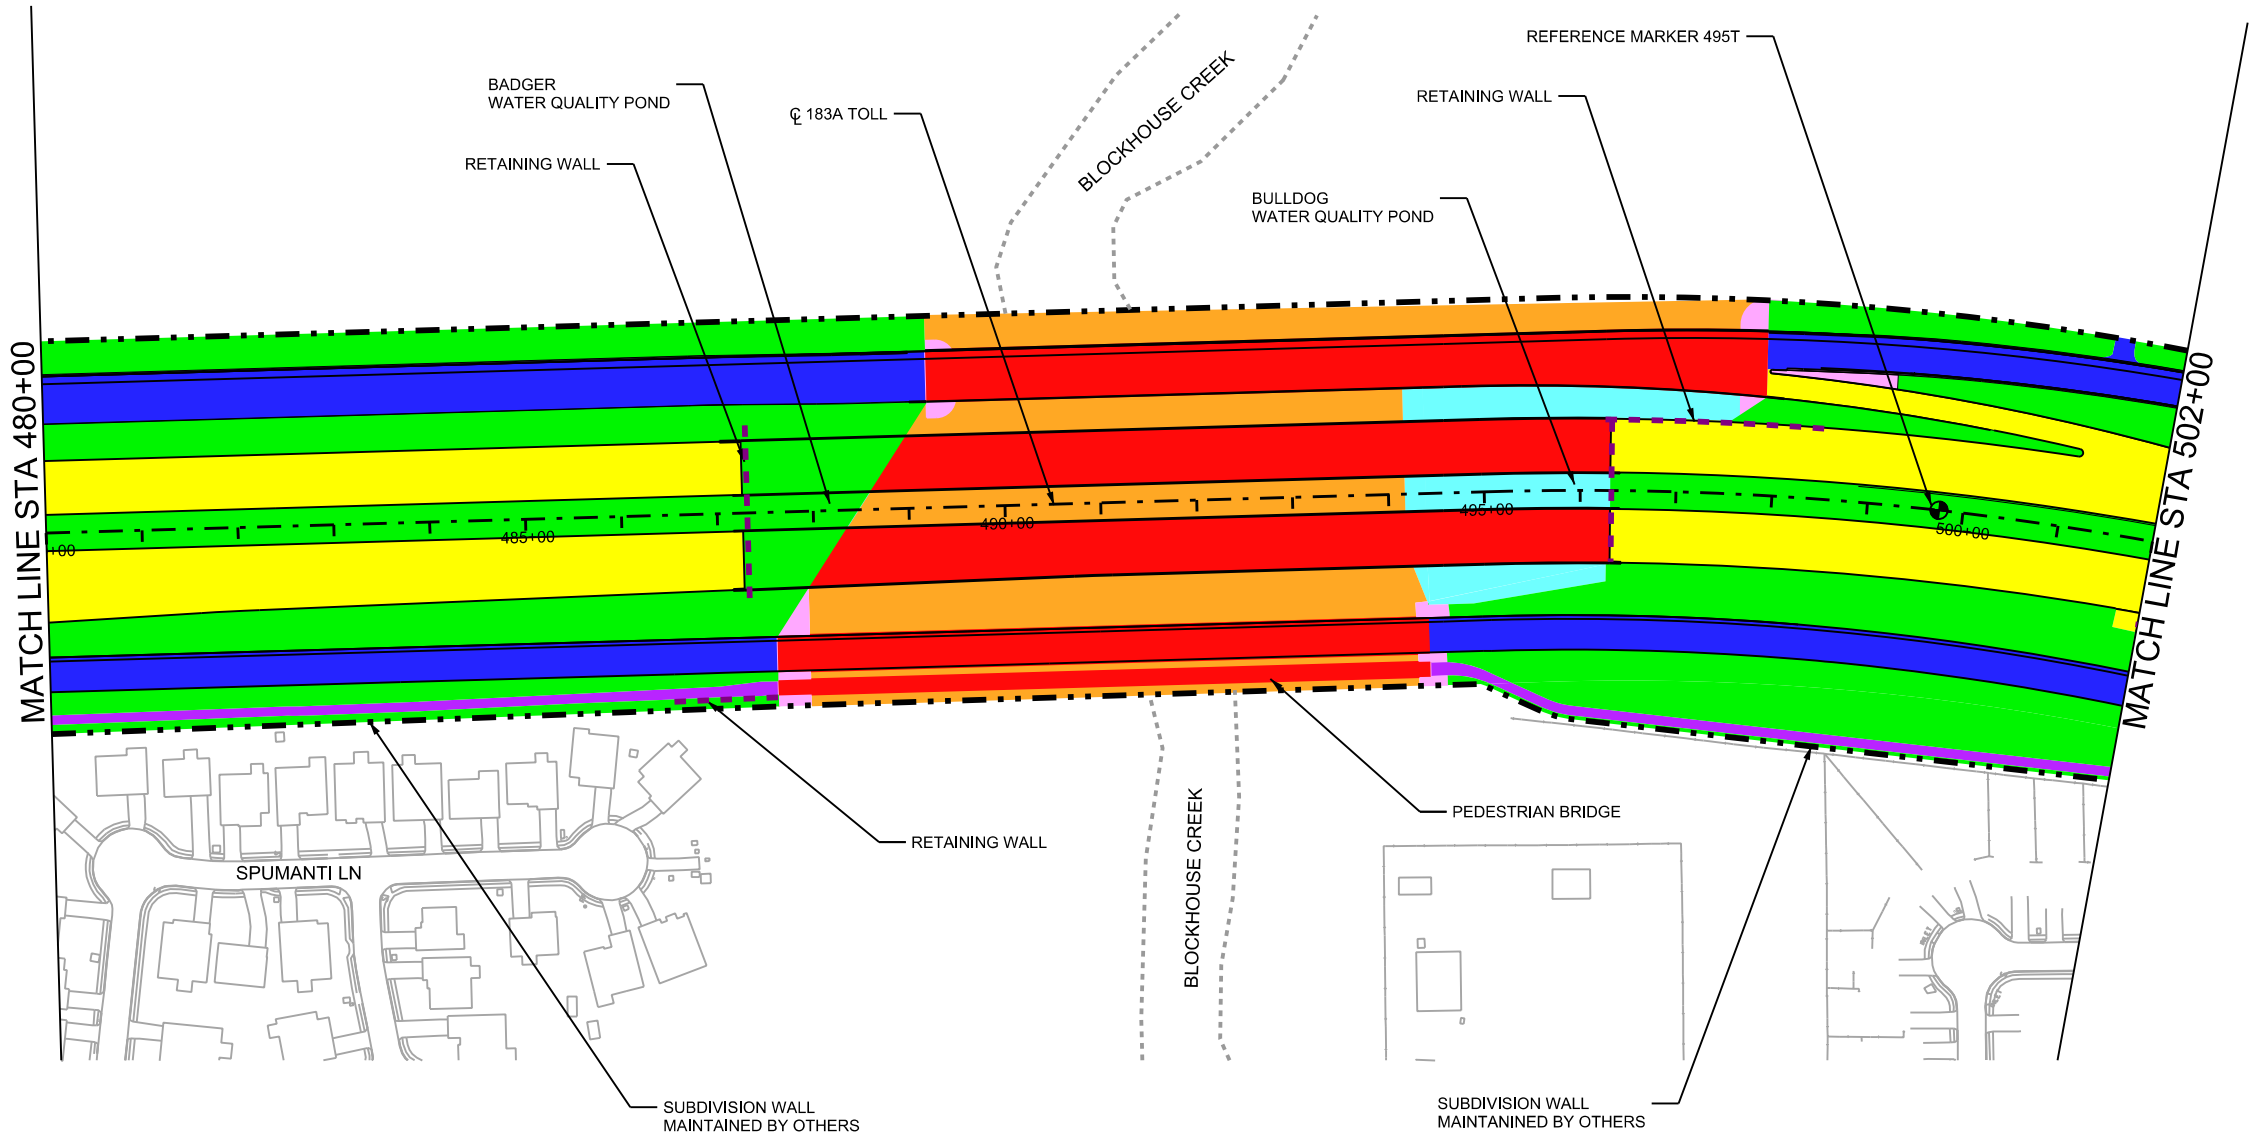 REFERENCE MARKER 495T
BADGER
WATER QUALITY POND
RETAINING WALL
℄ 183A TOLL
BLOCKHOUSE CREEK
RETAINING WALL
BULLDOG
WATER QUALITY POND
MATCH LINE STA 480+00
MATCH LINE STA 502+00
+00
485+00
490+00
495+00
500+00
PEDESTRIAN BRIDGE
RETAINING WALL
BLOCKHOUSE CREEK
SPUMANTI LN
SUBDIVISION WALL
MAINTAINED BY OTHERS
SUBDIVISION WALL
MAINTANINED BY OTHERS